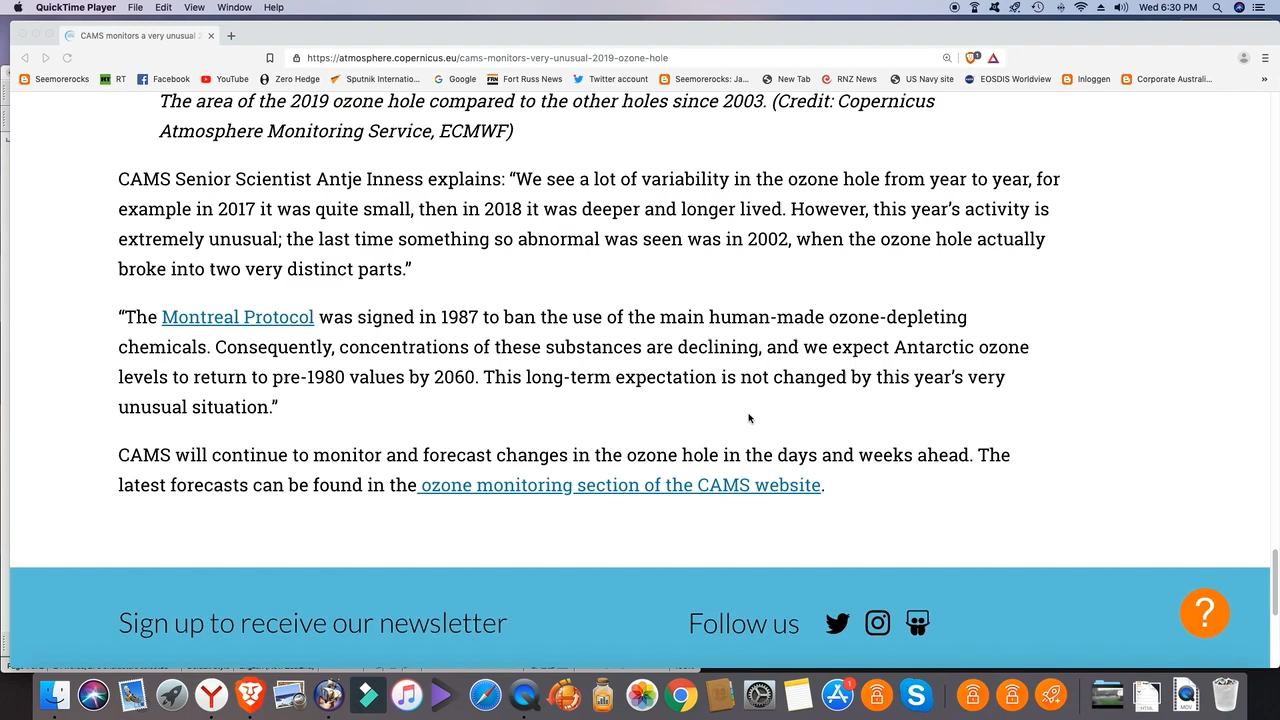 QuickTime Player File Edit View Window Help Wed 6:30 PM
CAMS monitors a very unusual 2
https://atmosphere.copernicus.eu/cams-monitors-very-unusual-2019-ozone-hole
Seemorerocks RT Facebook YouTube Zero Hedge Sputnik Internatio... Google Fort Russ News Twitter account Seemorerocks: Ja... New Tab RNZ News US Navy site EOSDIS Worldview Inloggen Corporate Australi...
The area of the 2019 ozone hole compared to the other holes since 2003. (Credit: Copernicus
Atmosphere Monitoring Service, ECMWF)
CAMS Senior Scientist Antje Inness explains: “We see a lot of variability in the ozone hole from year to year, for
example in 2017 it was quite small, then in 2018 it was deeper and longer lived. However, this year’s activity is
extremely unusual; the last time something so abnormal was seen was in 2002, when the ozone hole actually
broke into two very distinct parts.”
“The Montreal Protocol was signed in 1987 to ban the use of the main human-made ozone-depleting
chemicals. Consequently, concentrations of these substances are declining, and we expect Antarctic ozone
levels to return to pre-1980 values by 2060. This long-term expectation is not changed by this year’s very
unusual situation.”
CAMS will continue to monitor and forecast changes in the ozone hole in the days and weeks ahead. The
latest forecasts can be found in the ozone monitoring section of the CAMS website.
Sign up to receive our newsletter
Follow us
?